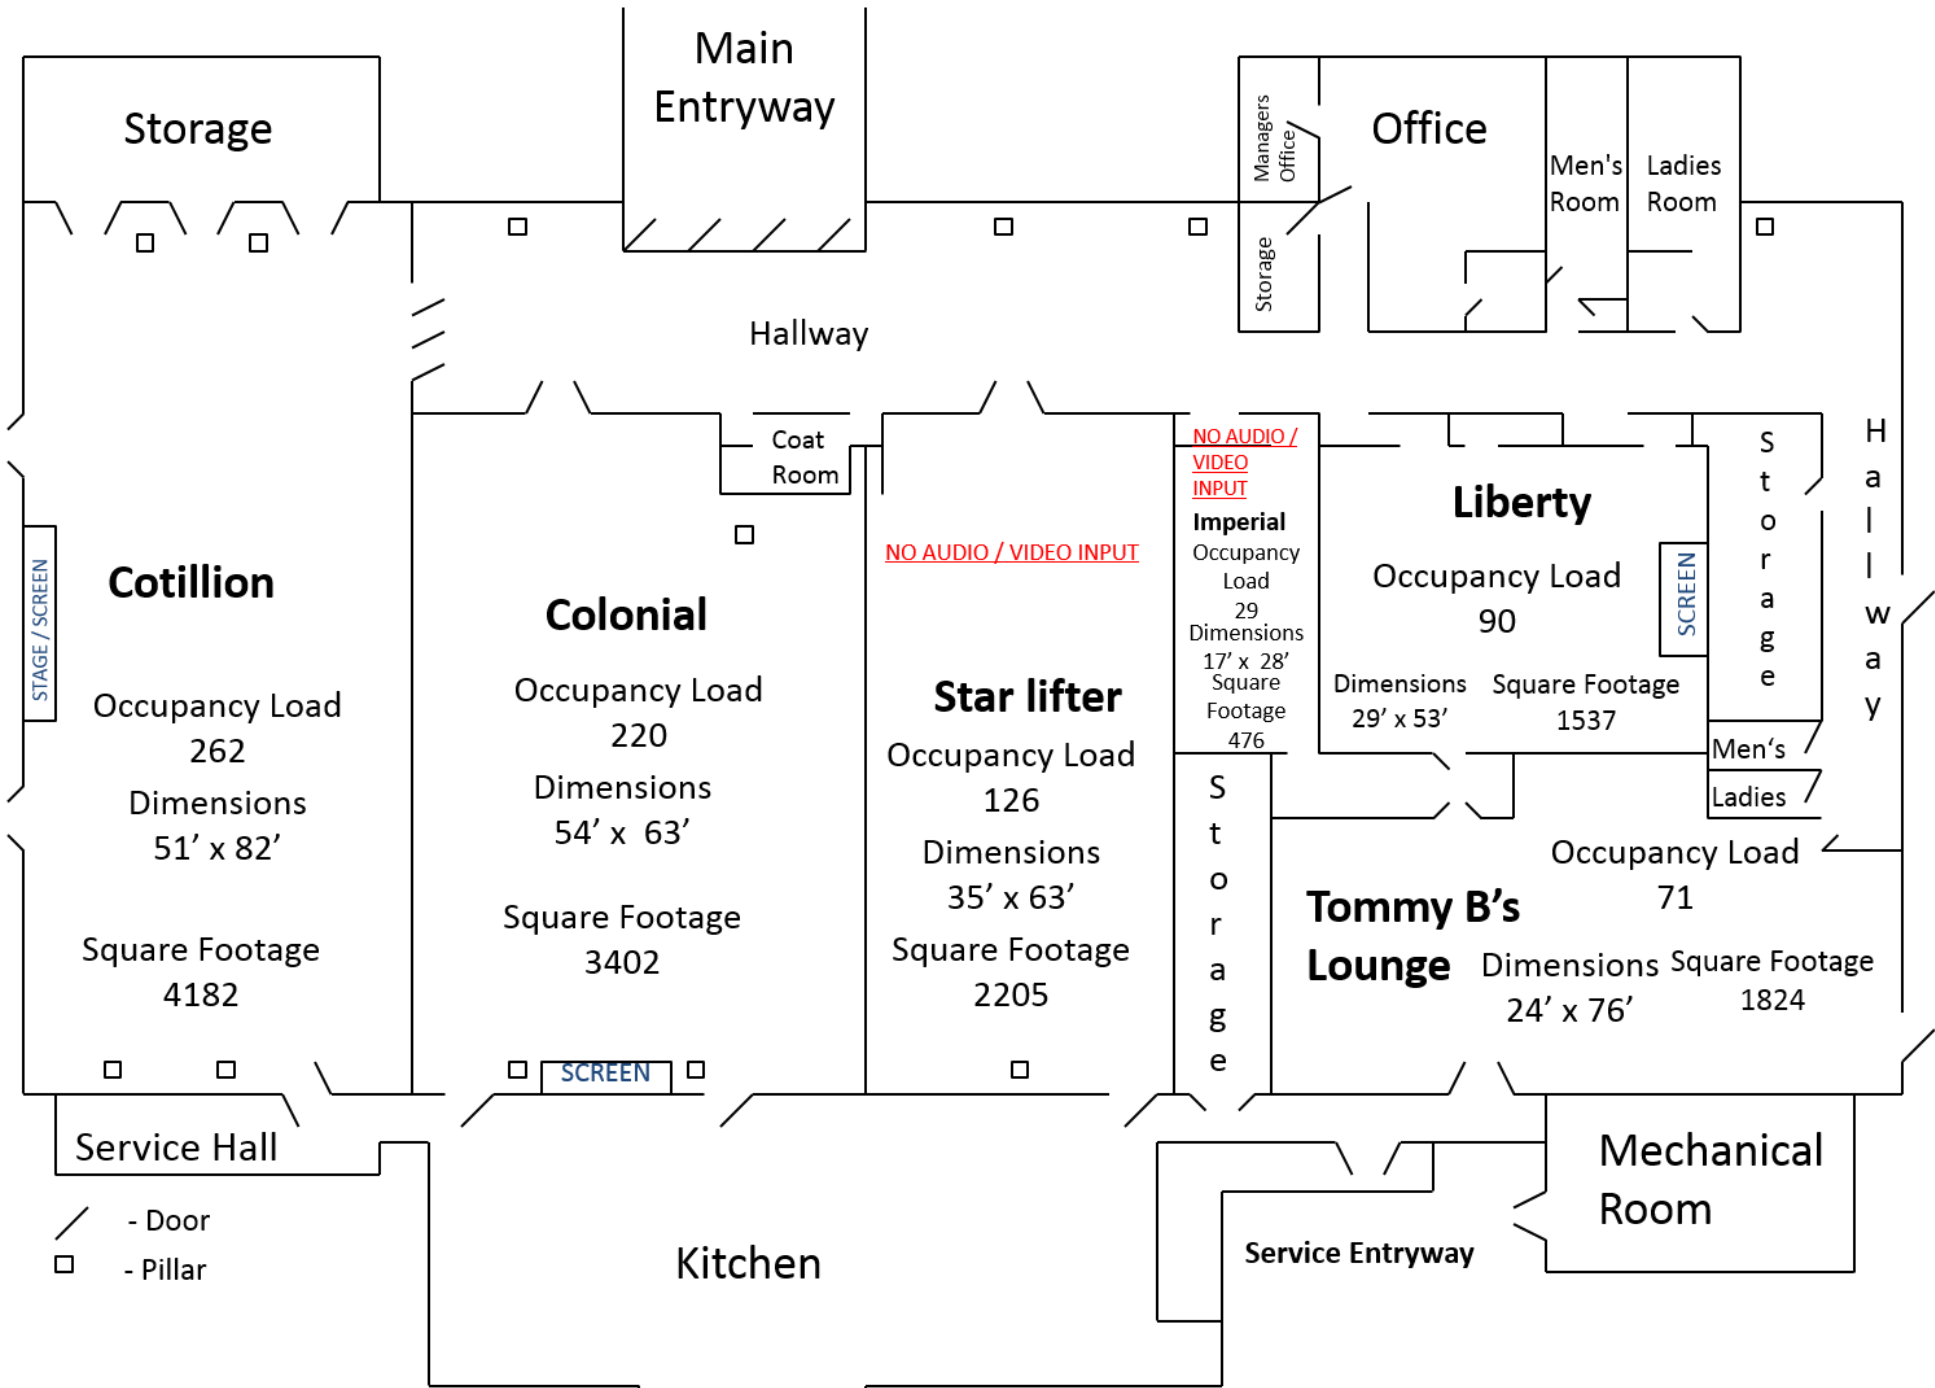 Main
Entryway
Storage
Managers
Office
Office
Men's
Room
Ladies
Room
Storage
Hallway
Coat
Room
NO AUDIO / VIDEO INPUT
NO AUDIO /
VIDEO
INPUT
Storage
Hallway
STAGE / SCREEN
Cotillion
Occupancy Load
262
Dimensions
51’ x 82’
Square Footage
4182
Colonial
Occupancy Load
220
Dimensions
54’ x 63’
Square Footage
3402
SCREEN
Star lifter
Occupancy Load
126
Dimensions
35’ x 63’
Square Footage
2205
Imperial
Occupancy
Load
29
Dimensions
17’ x 28’
Square
Footage
476
Liberty
Occupancy Load
90
Dimensions
29’ x 53’
Square Footage
1537
SCREEN
Men‘s
Ladies
Storage
Tommy B’s
Lounge
Occupancy Load
71
Dimensions
24’ x 76’
Square Footage
1824
Service Hall
- Door
- Pillar
Kitchen
Service Entryway
Mechanical
Room